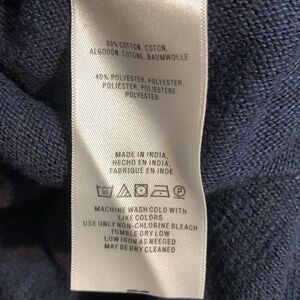 60% COTTON, COTON,
ALGODON, COTONE, BAUMWOLLE
40% POLYESTER, POLYESTER,
POLIÉSTER, POLIESTERE,
POLYESTER
MADE IN INDIA,
HECHO EN INDIA,
FABRIQUÉ EN INDE
30 P
MACHINE WASH COLD WITH
LIKE COLORS
USE ONLY NON-CHLORINE BLEACH
TUMBLE DRY LOW
LOW IRON AS NEEDED
MAY BE DRY CLEANED